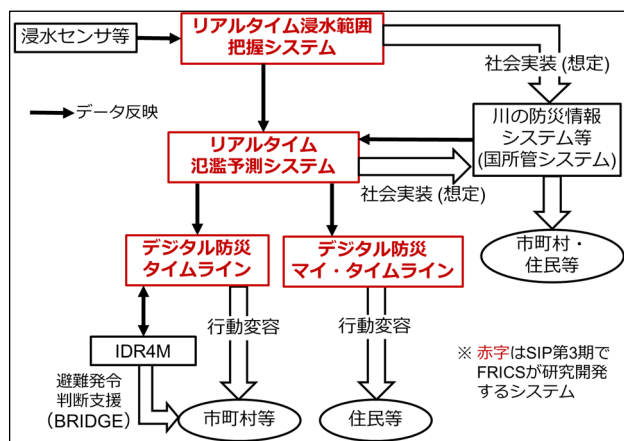 浸水センサ等
リアルタイム浸水範囲
把握システム
社会実装 (想定)
データ反映
川の防災情報
システム等
(国所管システム)
リアルタイム
氾濫予測システム
社会実装 (想定)
市町村・
住民等
デジタル防災
タイムライン
デジタル防災
マイ・タイムライン
行動変容
行動変容
IDR4M
避難発令
判断支援
(BRIDGE)
市町村等
住民等
※ 赤字はSIP第3期で
FRICSが研究開発
するシステム